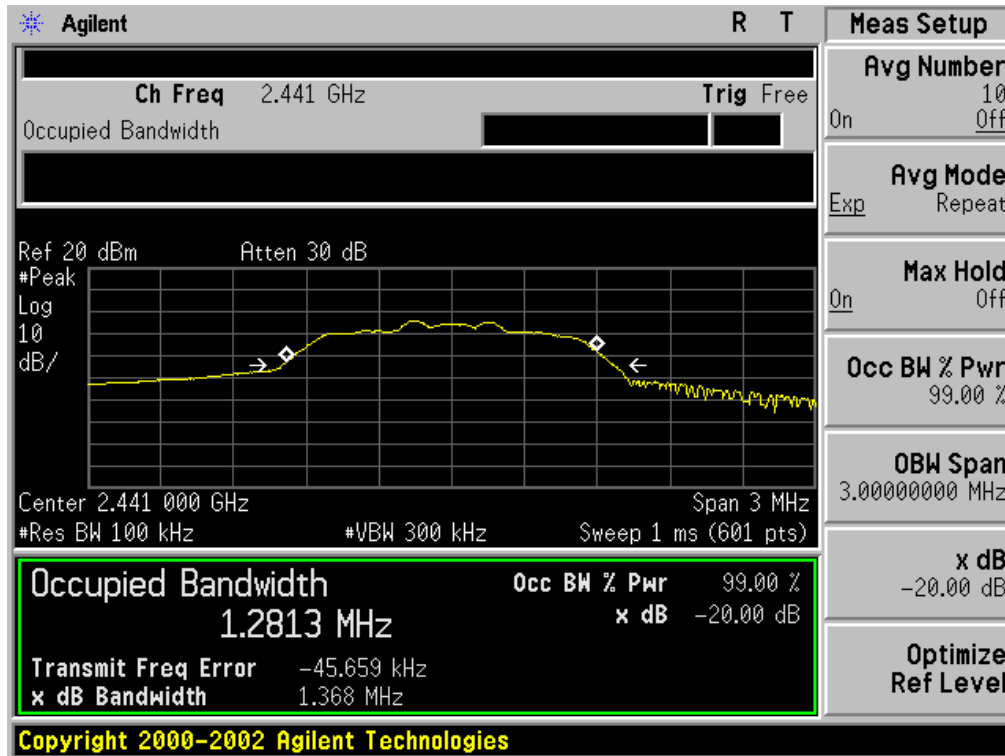 Agilent R T
Ch Freq 2.441 GHz Trig Free
Occupied Bandwidth
Ref 20 dBm Atten 30 dB
#Peak
Log
10
dB/
Center 2.441 000 GHz Span 3 MHz
#Res BW 100 kHz #VBW 300 kHz Sweep 1 ms (601 pts)
Occupied Bandwidth Occ BW % Pwr 99.00 %
1.2813 MHz x dB -20.00 dB
Transmit Freq Error -45.659 kHz
x dB Bandwidth 1.368 MHz
Meas Setup
Avg Number
10
On Off
Avg Mode
Exp Repeat
Max Hold
On Off
Occ BW % Pwr
99.00 %
OBW Span
3.00000000 MHz
x dB
-20.00 dB
Optimize
Ref Level
Copyright 2000-2002 Agilent Technologies